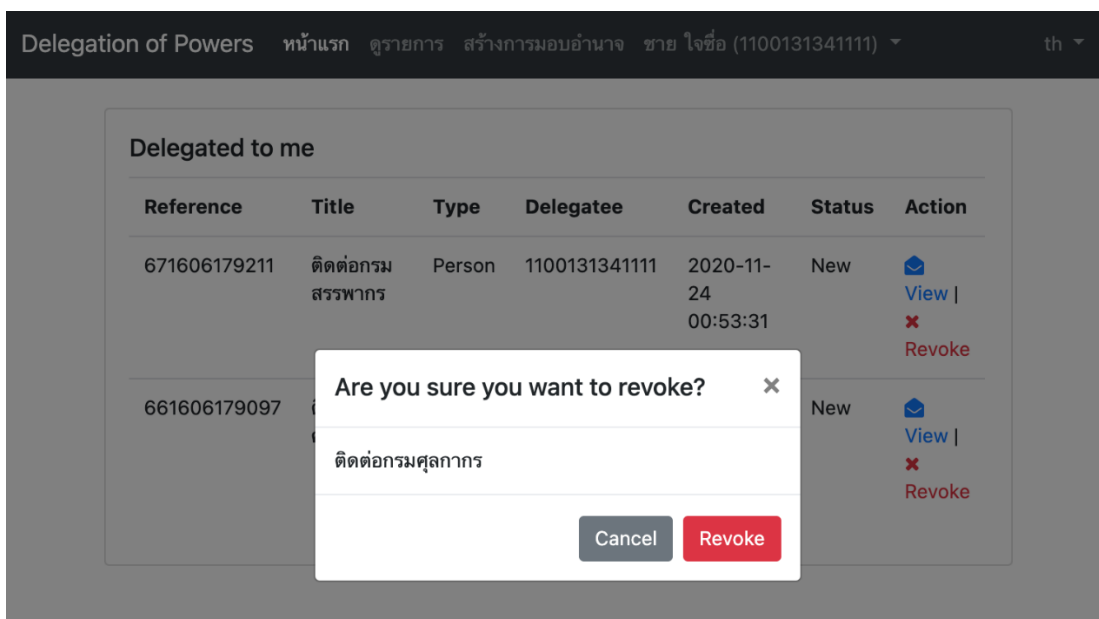 Delegation of Powers หน้าแรก ดูรายการ สร้างการมอบอำนาจ ชาย ใจซื่อ (1100131341111) th
Delegated to me
Reference Title Type Delegatee Created Status Action
671606179211 ติดต่อกรม Person 1100131341111 2020-11- New
สรรพากร 24 View |
00:53:31
Revoke
Are you sure you want to revoke? ×
661606179097 New
View |
ติดต่อกรมศุลกากร
Revoke
Cancel Revoke